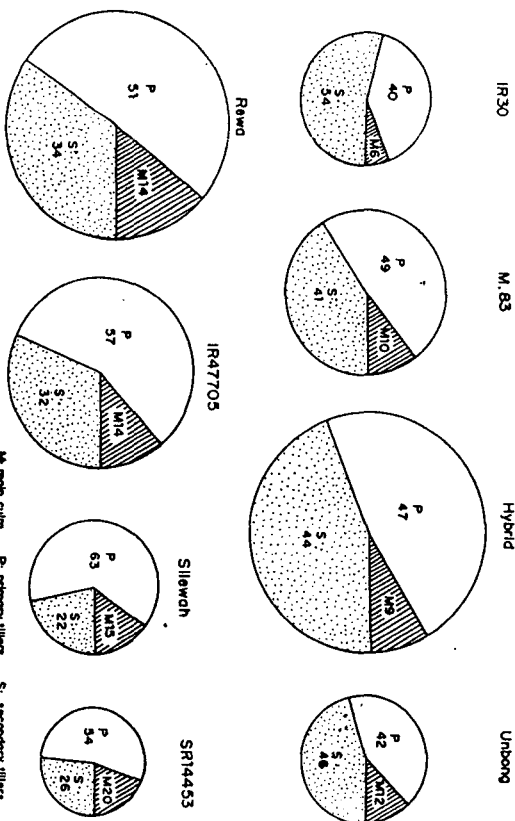 IR30
M.83
Hybrid
Unbong
P 40
S. 54
M6
P 49
S. 41
M10
P 47
S. 44
M9
P 42
S. 46
M12
Rewa
IR47705
Silewah
SR14453
P 51
S. 34
M14
P 57
S. 32
M14
P 63
S. 22
M15
P 54
S. 26
M20
M: main culm P: primary tillers S: secondary tillers